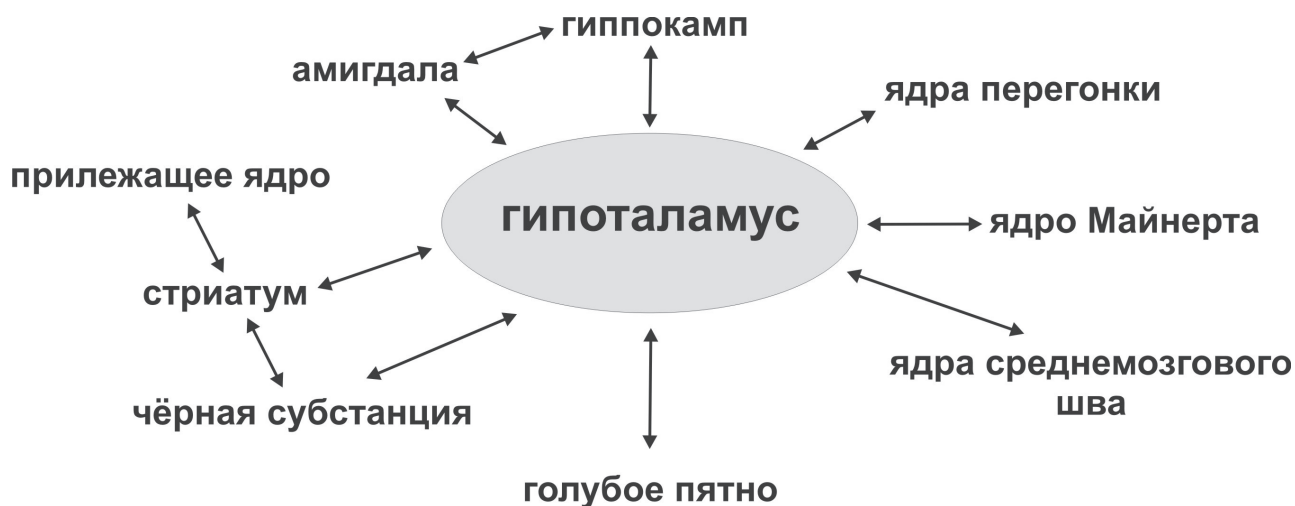 гиппокамп
амигдала
ядра перегонки
прилежащее ядро
гипоталамус
ядро Майнерта
стриатум
ядра среднемозгового
шва
чёрная субстанция
голубое пятно